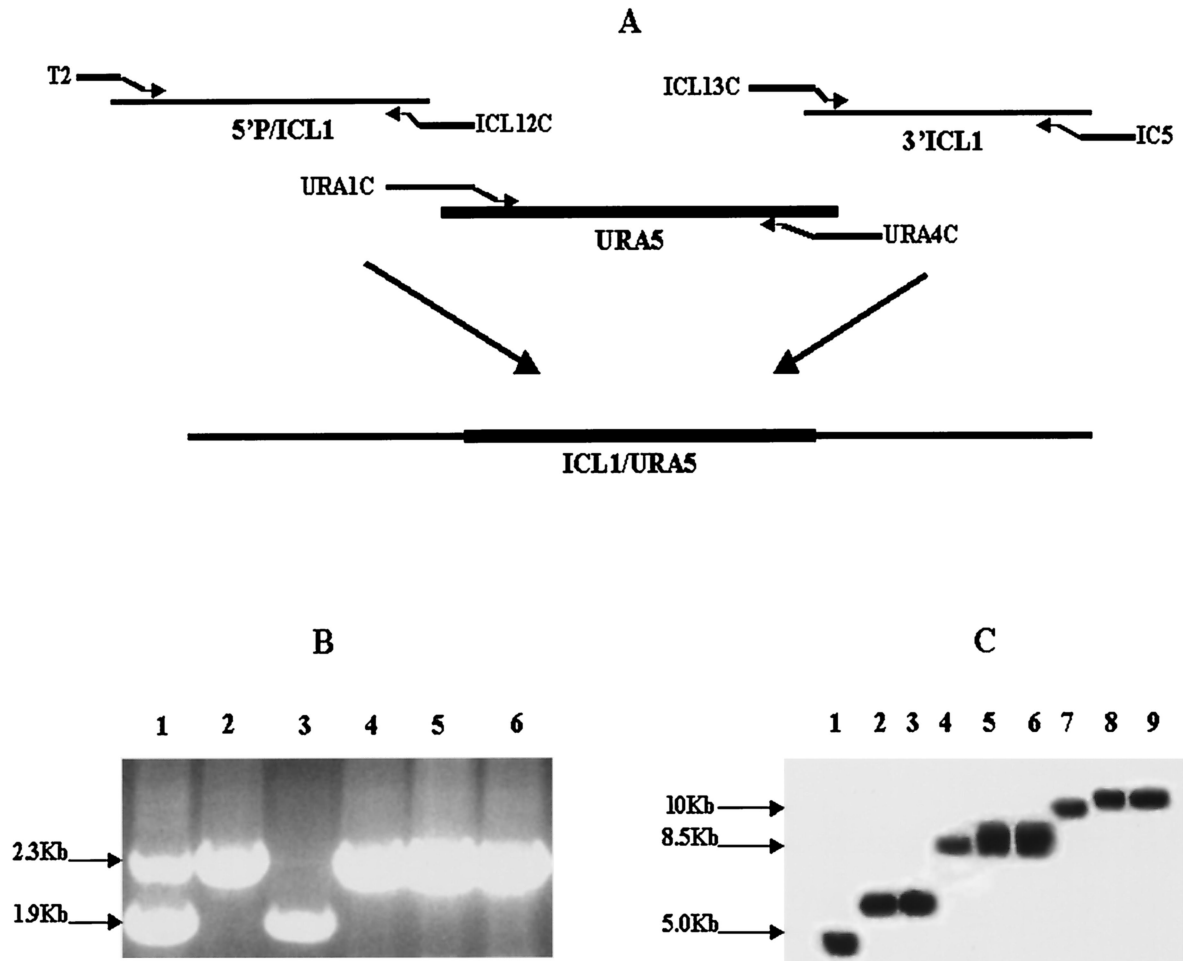 A
T2
ICL13C
5'P/ICL1
ICL12C
3'ICL1
IC5
URA1C
URA5
URA4C
ICL1/URA5
B
C
1 2 3 4 5 6
1 2 3 4 5 6 7 8 9
2.3Kb
1.9Kb
10Kb
8.5Kb
5.0Kb